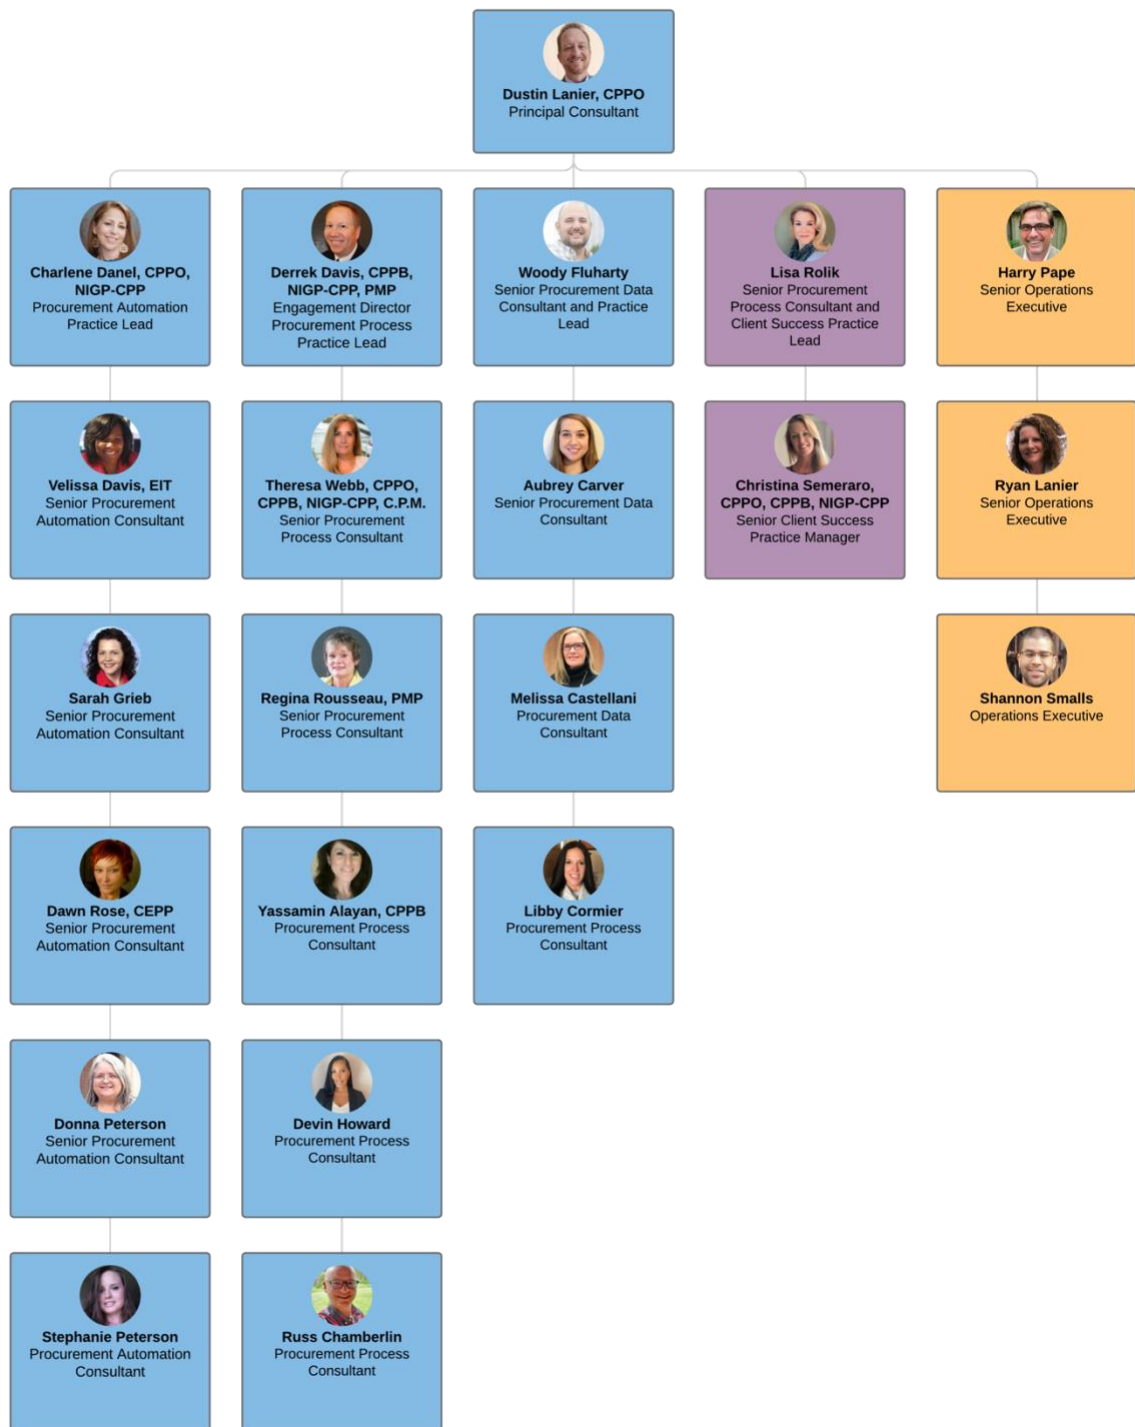 Dustin Lanier, CPPO
Principal Consultant
Charlene Danel, CPPO,
NIGP-CPP
Procurement Automation
Practice Lead
Derrek Davis, CPPB,
NIGP-CPP, PMP
Engagement Director
Procurement Process
Practice Lead
Woody Fluharty
Senior Procurement Data
Consultant and Practice
Lead
Lisa Rolik
Senior Procurement
Process Consultant and
Client Success Practice
Lead
Harry Pape
Senior Operations
Executive
Velissa Davis, EIT
Senior Procurement
Automation Consultant
Theresa Webb, CPPO,
CPPB, NIGP-CPP, C.P.M.
Senior Procurement
Process Consultant
Aubrey Carver
Senior Procurement Data
Consultant
Christina Semeraro,
CPPO, CPPB, NIGP-CPP
Senior Client Success
Practice Manager
Ryan Lanier
Senior Operations
Executive
Sarah Grieb
Senior Procurement
Automation Consultant
Regina Rousseau, PMP
Senior Procurement
Process Consultant
Melissa Castellani
Procurement Data
Consultant
Shannon Smalls
Operations Executive
Dawn Rose, CEPP
Senior Procurement
Automation Consultant
Yassamin Alayan, CPPB
Procurement Process
Consultant
Libby Cormier
Procurement Process
Consultant
Donna Peterson
Senior Procurement
Automation Consultant
Devin Howard
Procurement Process
Consultant
Stephanie Peterson
Procurement Automation
Consultant
Russ Chamberlin
Procurement Process
Consultant